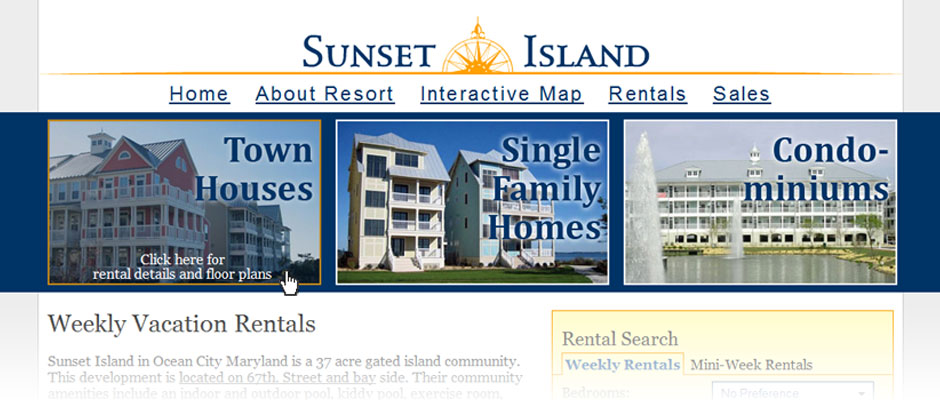 SUNSET ISLAND
Home About Resort Interactive Map Rentals Sales
Town
Houses
Click here for
rental details and floor plans
Single
Family
Homes
Condo-
miniums
Weekly Vacation Rentals
Sunset Island in Ocean City Maryland is a 37 acre gated island community.
This development is located on 67th. Street and bay side. Their community
amenities include an indoor and outdoor pool, kiddy pool, exercise room,
Rental Search
Weekly Rentals Mini-Week Rentals
Bedrooms: No Preference